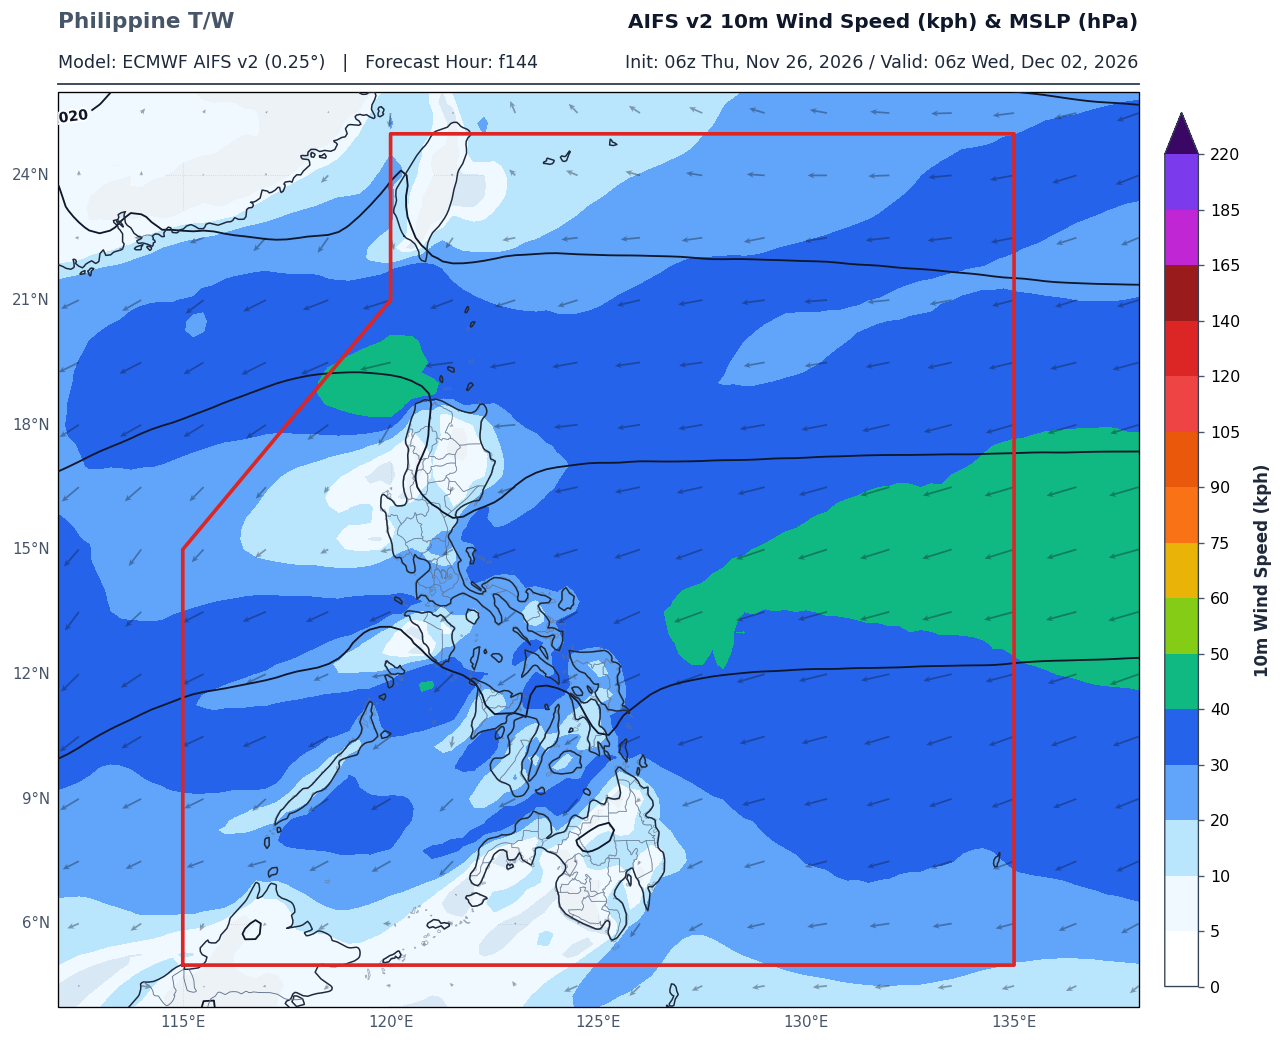 Philippine T/W
AIFS v2 10m Wind Speed (kph) & MSLP (hPa)
Model: ECMWF AIFS v2 (0.25°) | Forecast Hour: f144
Init: 06z Thu, Nov 26, 2026 / Valid: 06z Wed, Dec 02, 2026
020
24°N
21°N
18°N
15°N
12°N
9°N
6°N
115°E
120°E
125°E
130°E
135°E
220
185
165
140
120
105
90
75
60
50
40
30
20
10
5
0
10m Wind Speed (kph)